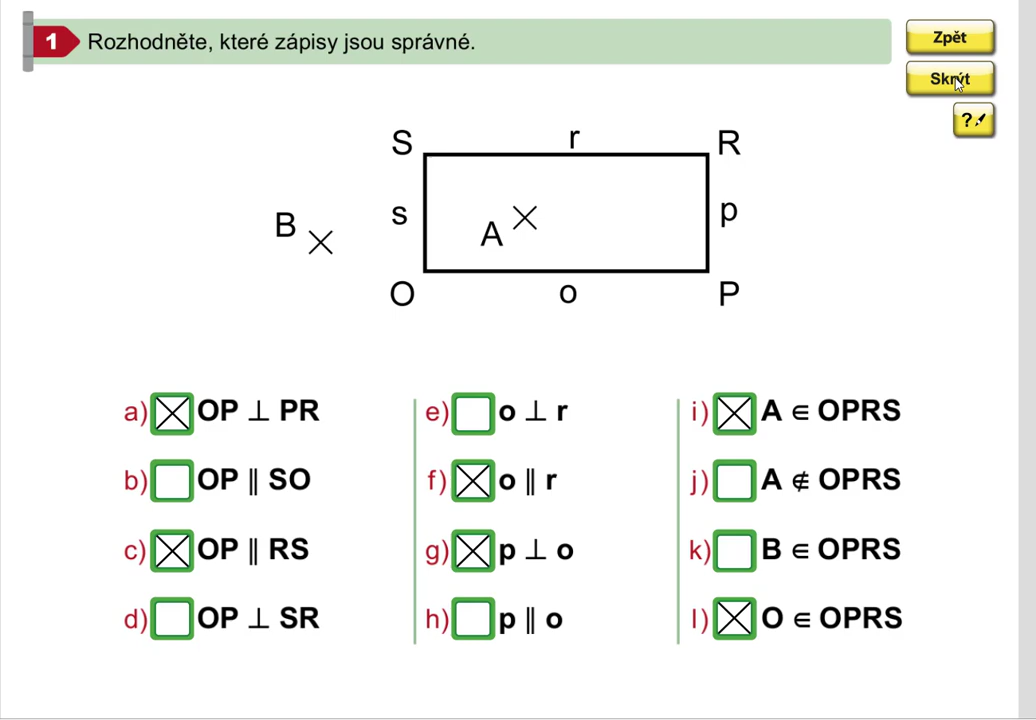 1 Rozhodněte, které zápisy jsou správné.
Zpět
Skrýt
?
S r R
B s A p
O o P
a) OP ⊥ PR
b) OP ∥ SO
c) OP ∥ RS
d) OP ⊥ SR
e) o ⊥ r
f) o ∥ r
g) p ⊥ o
h) p ∥ o
i) A ∈ OPRS
j) A ∉ OPRS
k) B ∈ OPRS
l) O ∈ OPRS